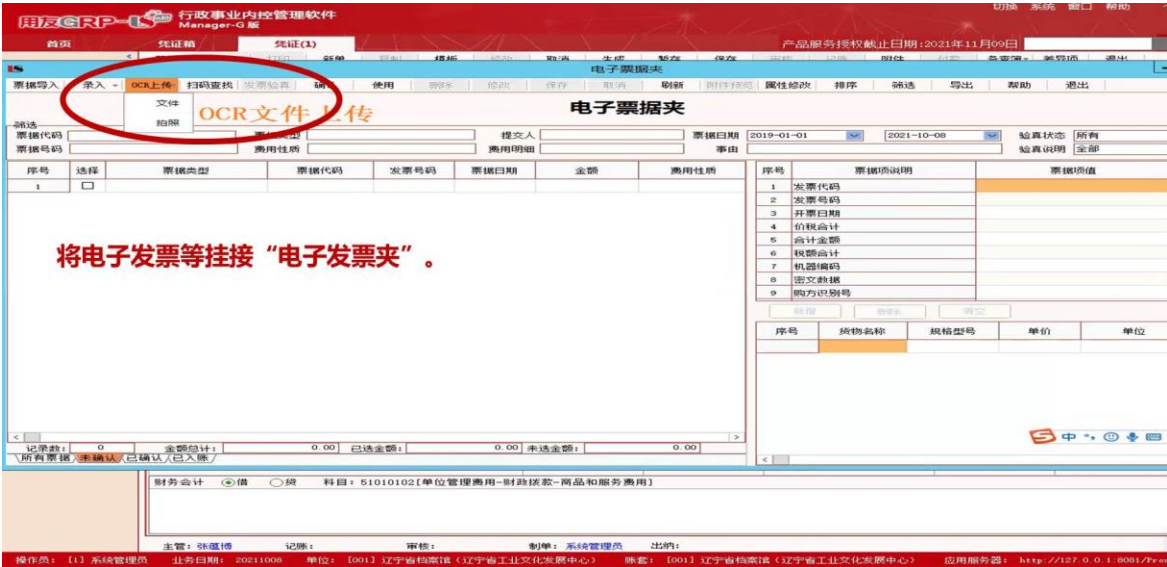 切换 系统 窗口 帮助
用友GRP-U8 行政事业内控管理软件
Manager-G 版
首页 凭证箱 凭证(1) 产品服务授权截止日期:2021年11月09日
电子票据夹
票据导入 录入 OCR上传 扫码查找 发票验真 确认 使用 删除 修改 保存 取消 刷新 附件预览 属性修改 排序 筛选 导出 帮助 退出
文件
拍照
OCR文件上传
电子票据夹
筛选
票据代码 票据类型 提交人 票据日期 2019-01-01 2021-10-08 验真状态 所有
票据号码 费用性质 费用明细 事由 验真说明 全部
序号 选择 票据类型 票据代码 发票号码 票据日期 金额 费用性质 序号 票据项说明 票据项值
1 1 发票代码
2 发票号码
3 开票日期
4 价税合计
5 合计金额
6 税额合计
7 机器编码
8 密文数据
9 购方识别号
将电子发票等挂接“电子发票夹”。
新增 删除 清空
序号 货物名称 规格型号 单价 单位
中
记录数: 0 金额总计: 0.00 已选金额: 0.00 未选金额: 0.00
所有票据 未确认 已确认 已入账
财务会计 借 贷 科目: 51010102[单位管理费用-财政拨款-商品和服务费用]
主管: 张蕴博 记账: 审核: 制单: 系统管理员 出纳:
操作员: [1] 系统管理员 业务日期: 20211008 单位: [001] 辽宁省档案馆(辽宁省工业文化发展中心) 账套: [001] 辽宁省档案馆(辽宁省工业文化发展中心) 应用服务器: http://127.0.0.1:8081/Pro